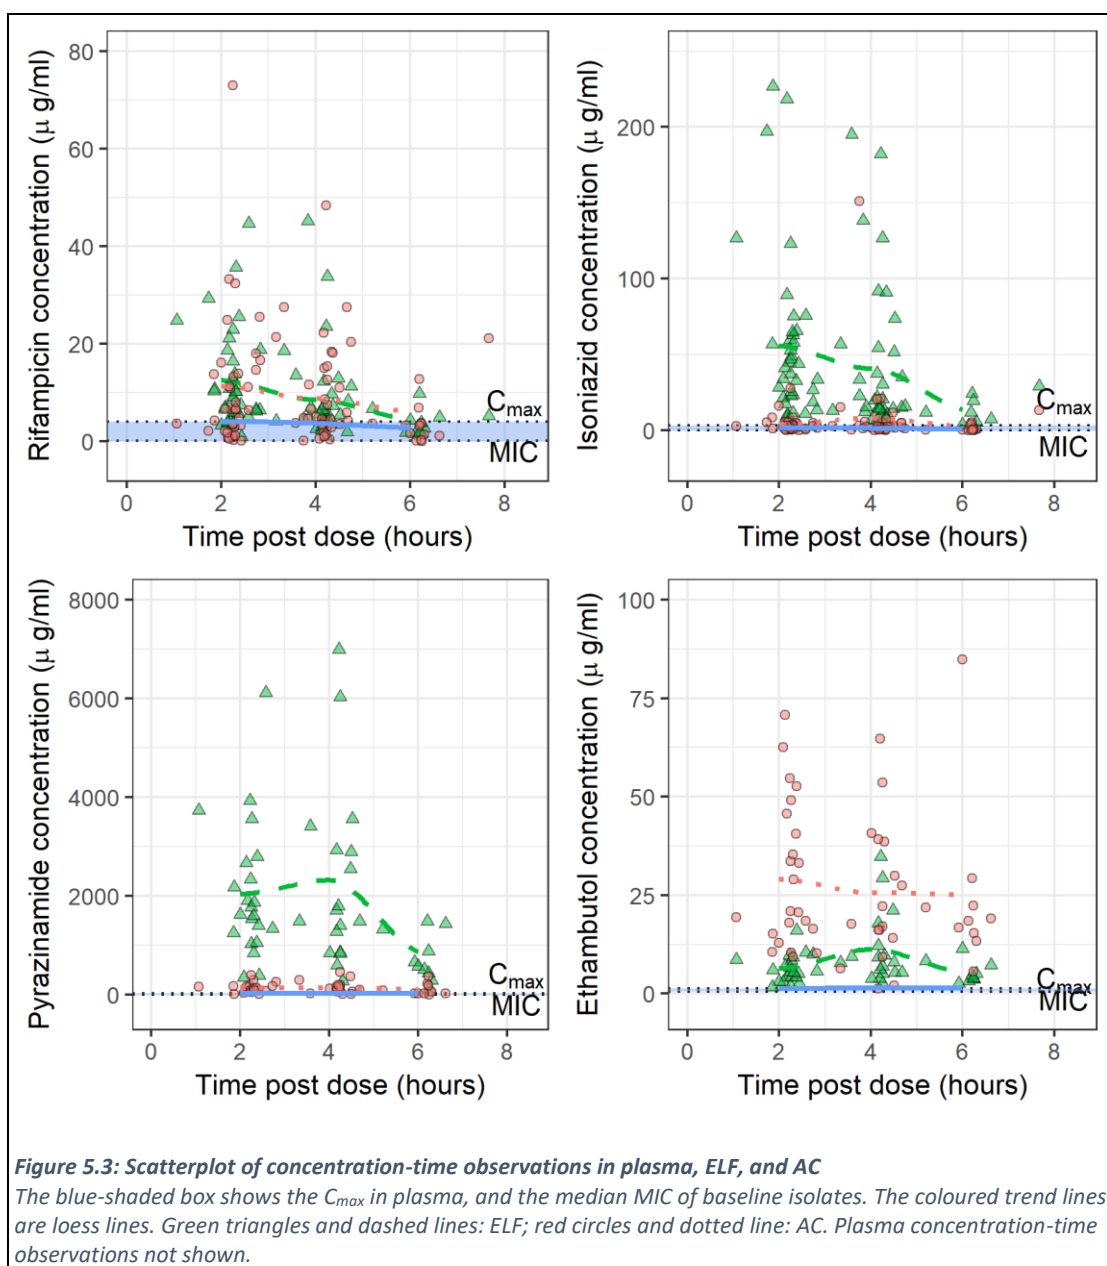 Rifampicin concentration (μ g/ml)
80
60
40
20
0
Cmax
MIC
0 2 4 6 8
Time post dose (hours)
Isoniazid concentration (μ g/ml)
200
100
0
Cmax
MIC
0 2 4 6 8
Time post dose (hours)
Pyrazinamide concentration (μ g/ml)
8000
6000
4000
2000
0
Cmax
MIC
0 2 4 6 8
Time post dose (hours)
Ethambutol concentration (μ g/ml)
100
75
50
25
0
Cmax
MIC
0 2 4 6 8
Time post dose (hours)
Figure 5.3: Scatterplot of concentration-time observations in plasma, ELF, and AC
The blue-shaded box shows the Cmax in plasma, and the median MIC of baseline isolates. The coloured trend lines
are loess lines. Green triangles and dashed lines: ELF; red circles and dotted line: AC. Plasma concentration-time
observations not shown.